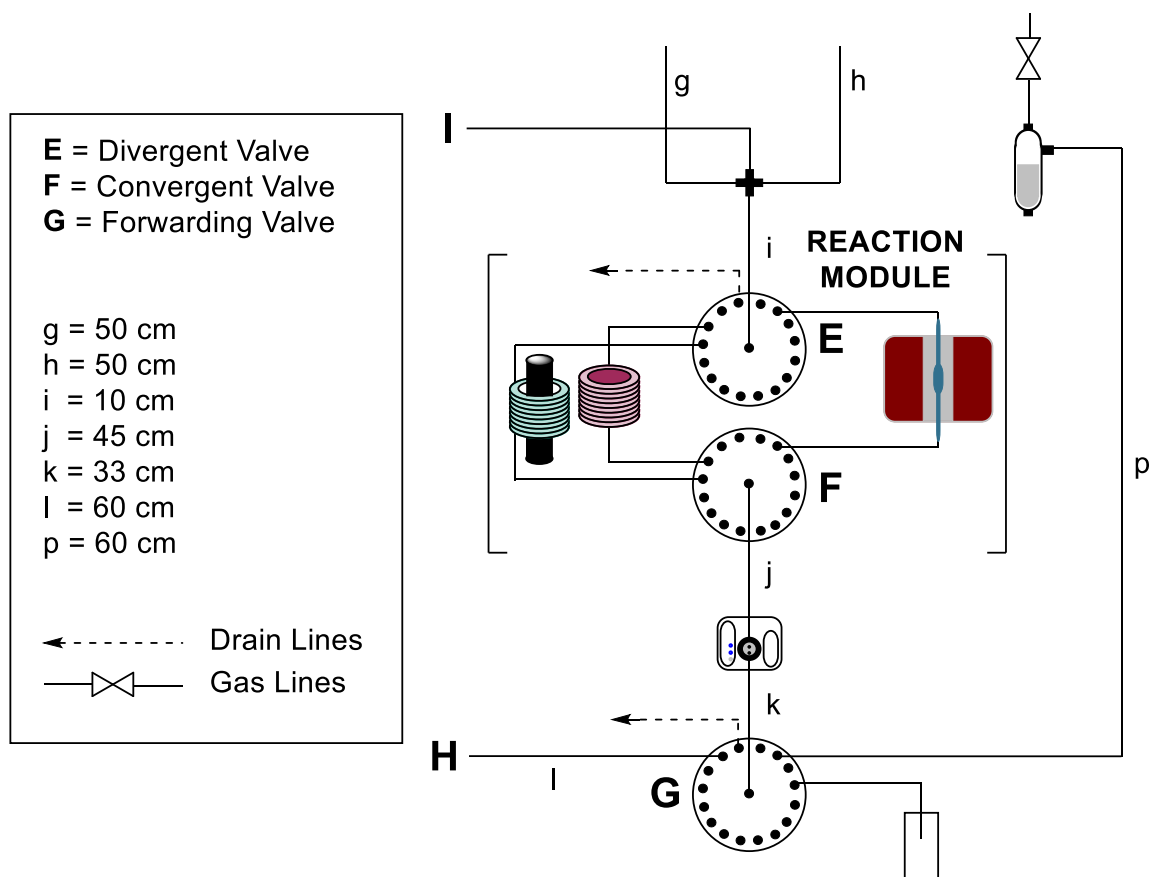 E = Divergent Valve
F = Convergent Valve
G = Forwarding Valve
g = 50 cm
h = 50 cm
i = 10 cm
j = 45 cm
k = 33 cm
l = 60 cm
p = 60 cm
Drain Lines
Gas Lines
g
h
I
i
REACTION
MODULE
E
F
p
j
k
H
l
G